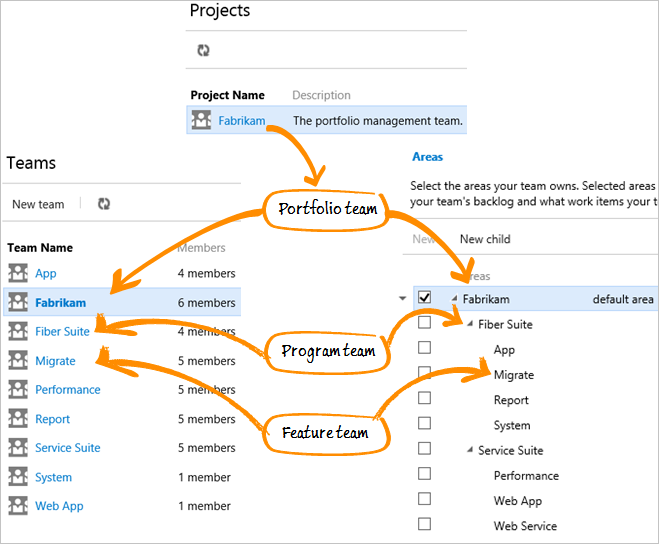 Projects
Project Name Description
Fabrikam The portfolio management team.
Teams
New team
Team Name Members
App 4 members
Fabrikam 6 members
Fiber Suite 4 members
Migrate 5 members
Performance 5 members
Report 5 members
Service Suite 5 members
System 1 member
Web App 1 member
Portfolio team
Program team
Feature team
Areas
Select the areas your team owns. Selected areas
your team's backlog and what work items your t
New New child
Areas
Fabrikam default area
Fiber Suite
App
Migrate
Report
System
Service Suite
Performance
Web App
Web Service